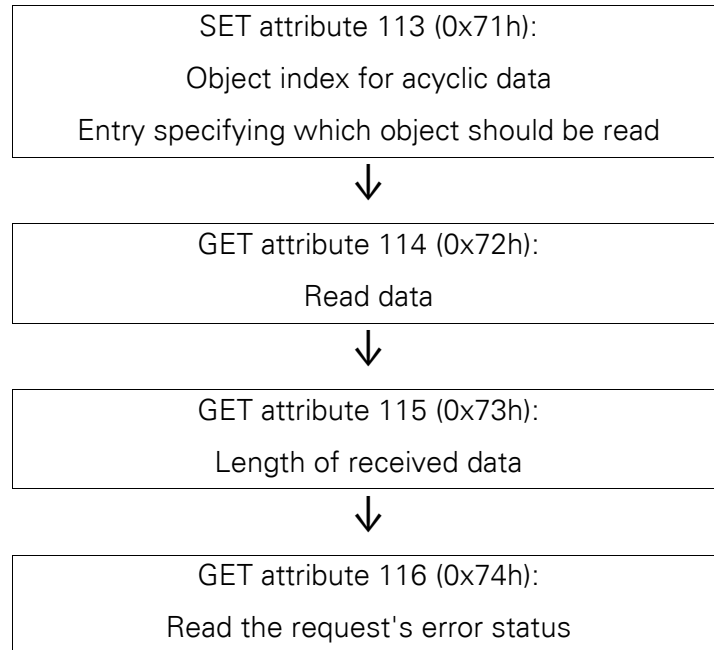 SET attribute 113 (0x71h):
Object index for acyclic data
Entry specifying which object should be read
GET attribute 114 (0x72h):
Read data
GET attribute 115 (0x73h):
Length of received data
GET attribute 116 (0x74h):
Read the request's error status